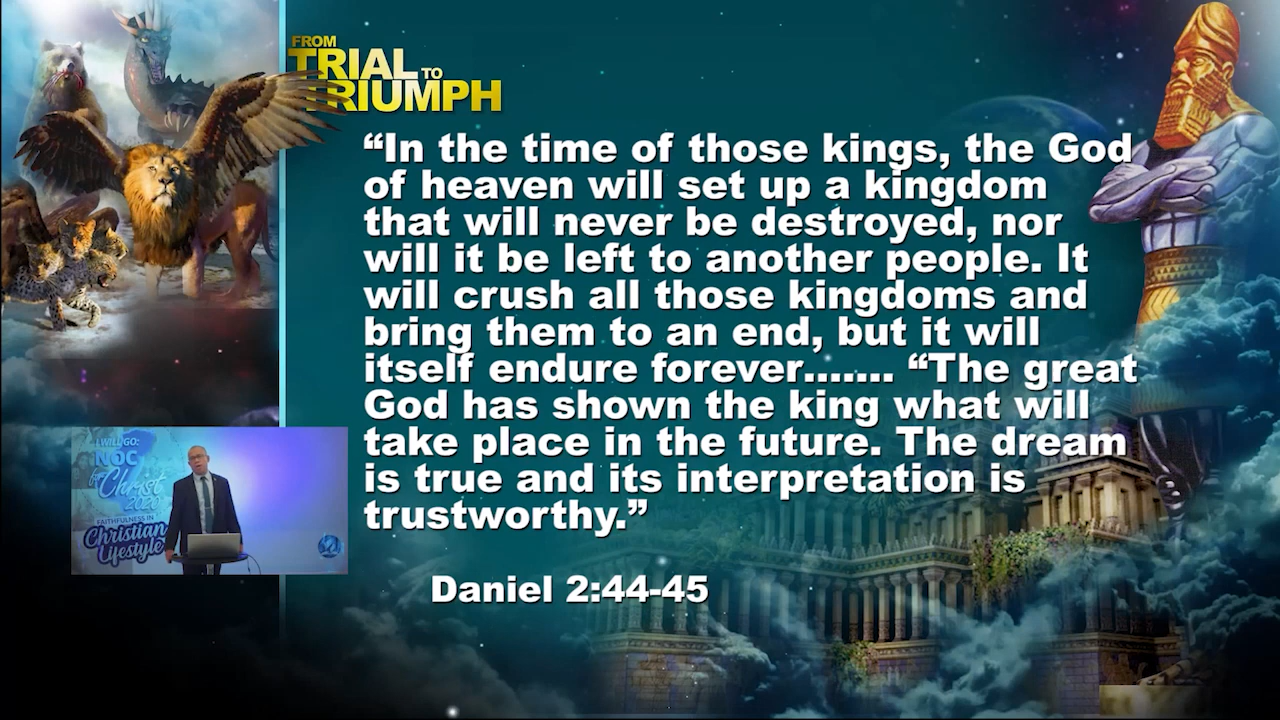 FROM
TRIAL TO
TRIUMPH
“In the time of those kings, the God
of heaven will set up a kingdom
that will never be destroyed, nor
will it be left to another people. It
will crush all those kingdoms and
bring them to an end, but it will
itself endure forever....... “The great
God has shown the king what will
take place in the future. The dream
is true and its interpretation is
trustworthy.”
Daniel 2:44-45
I WILL GO:
NOC
Christ
FAITHFULNESS IN
Christian
Lifestyle